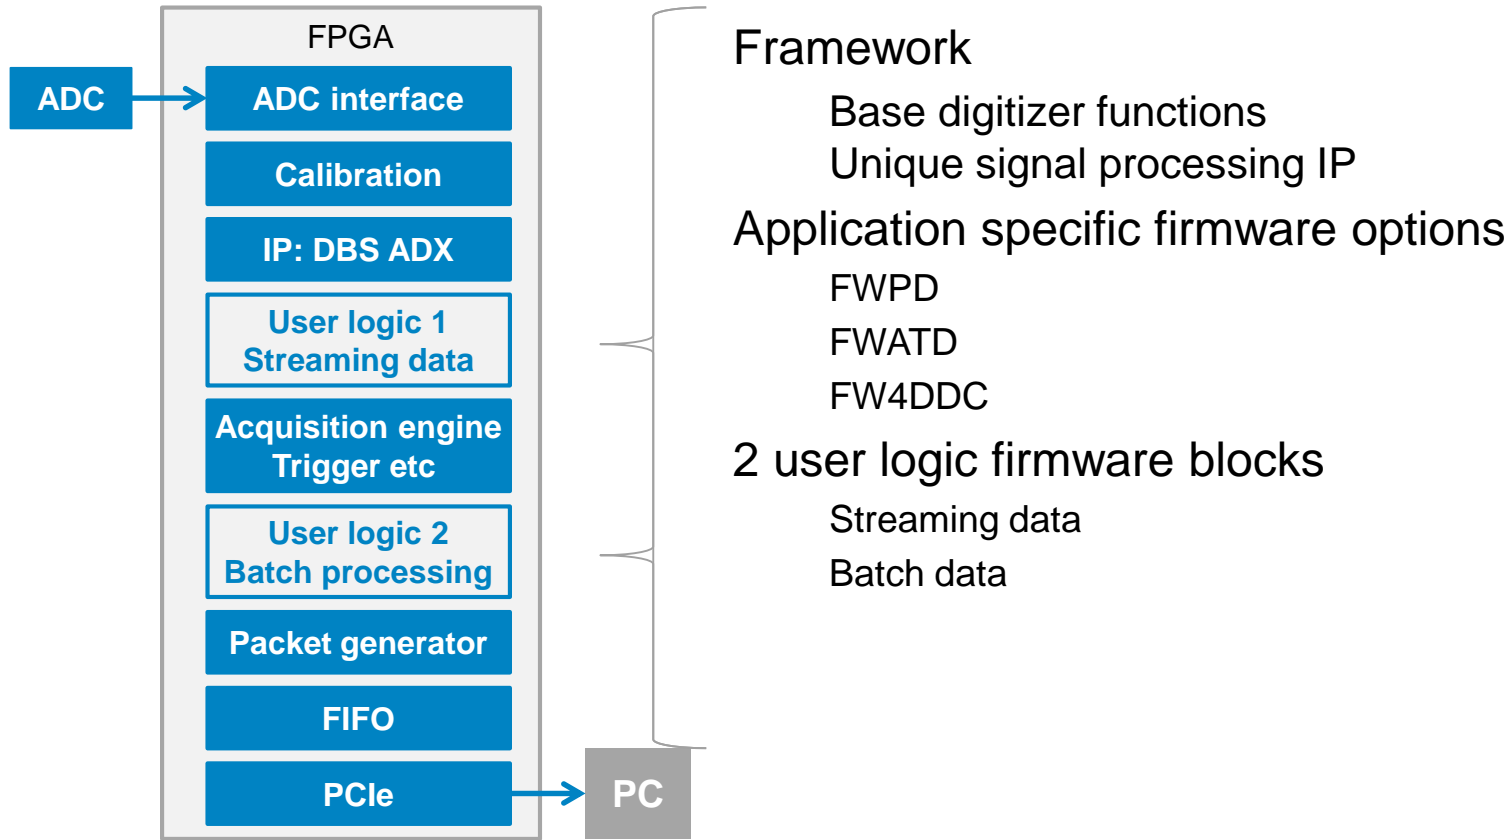 FPGA
ADC
ADC interface
Calibration
IP: DBS ADX
User logic 1
Streaming data
Acquisition engine
Trigger etc
User logic 2
Batch processing
Packet generator
FIFO
PCIe
PC
Framework
Base digitizer functions
Unique signal processing IP
Application specific firmware options
FWPD
FWATD
FW4DDC
2 user logic firmware blocks
Streaming data
Batch data